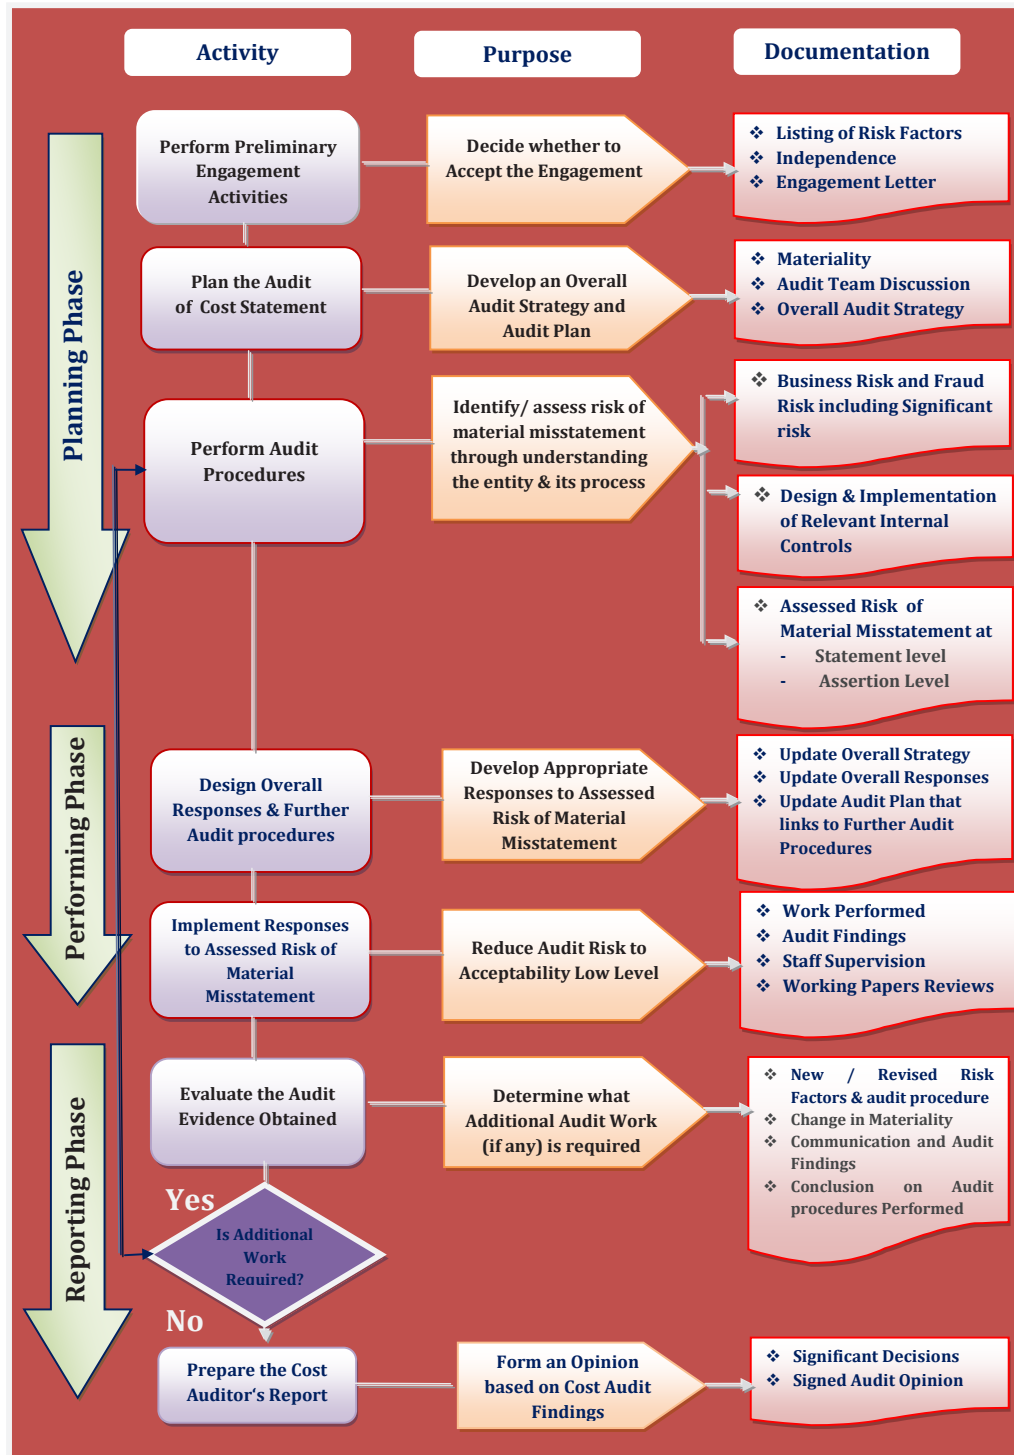 Activity
Purpose
Documentation
Planning Phase
Perform Preliminary
Engagement
Activities
Decide whether to
Accept the Engagement
❖ Listing of Risk Factors
❖ Independence
❖ Engagement Letter
Plan the Audit
of Cost Statement
Develop an Overall
Audit Strategy and
Audit Plan
❖ Materiality
❖ Audit Team Discussion
❖ Overall Audit Strategy
Perform Audit
Procedures
Identify/ assess risk of
material misstatement
through understanding
the entity & its process
❖ Business Risk and Fraud
Risk including Significant
risk
❖ Design & Implementation
of Relevant Internal
Controls
❖ Assessed Risk of
Material Misstatement at
- Statement level
- Assertion Level
Performing Phase
Design Overall
Responses & Further
Audit procedures
Develop Appropriate
Responses to Assessed
Risk of Material
Misstatement
❖ Update Overall Strategy
❖ Update Overall Responses
❖ Update Audit Plan that
links to Further Audit
Procedures
Implement Responses
to Assessed Risk of
Material
Misstatement
Reduce Audit Risk to
Acceptability Low Level
❖ Work Performed
❖ Audit Findings
❖ Staff Supervision
❖ Working Papers Reviews
Reporting Phase
Evaluate the Audit
Evidence Obtained
Determine what
Additional Audit Work
(if any) is required
❖ New / Revised Risk
Factors & audit procedure
❖ Change in Materiality
❖ Communication and Audit
Findings
❖ Conclusion on Audit
procedures Performed
Yes
Is Additional
Work
Required?
No
Prepare the Cost
Auditor‘s Report
Form an Opinion
based on Cost Audit
Findings
❖ Significant Decisions
❖ Signed Audit Opinion